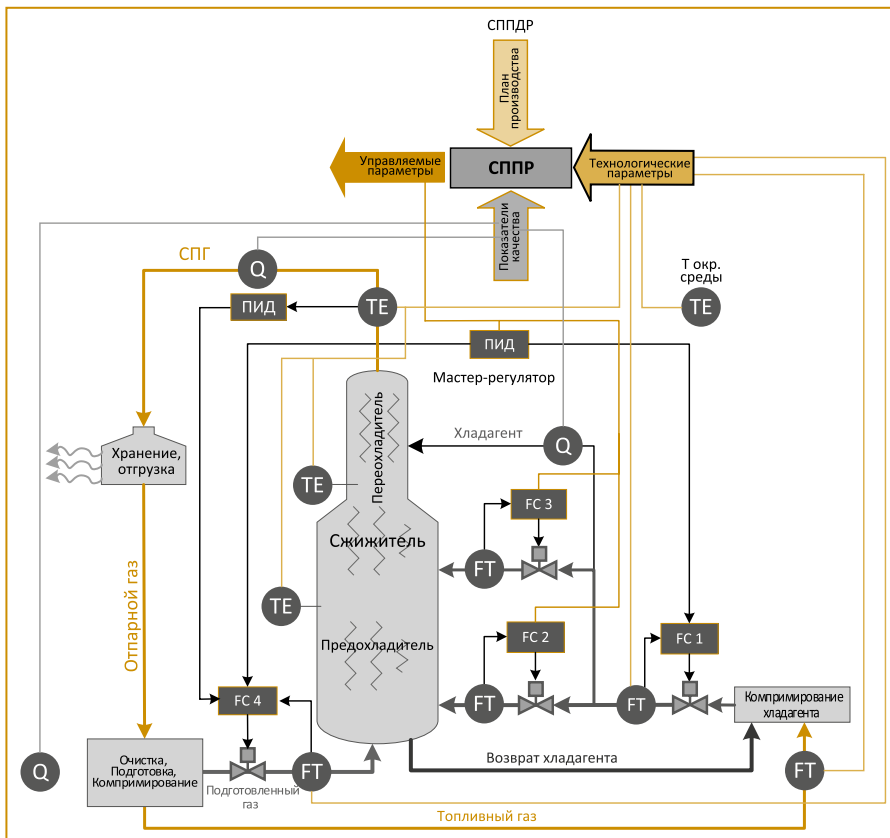 СППДР
План
производства
Управляемые
параметры
СППР
Технологические
параметры
Показатели
качества
СПГ
Q
Т окр.
среды
ПИД
TE
TE
ПИД
Мастер-регулятор
Хладагент
Q
Хранение,
отгрузка
Переохладитель
TE
FC 3
Сжижитель
FT
TE
Отпарной газ
Предохладитель
FC 2
FC 1
FC 4
FT
FT
Компримирование
хладагента
Q
Очистка,
Подготовка,
Компримирование
FT
Возврат хладагента
FT
Подготовленный
газ
Топливный газ